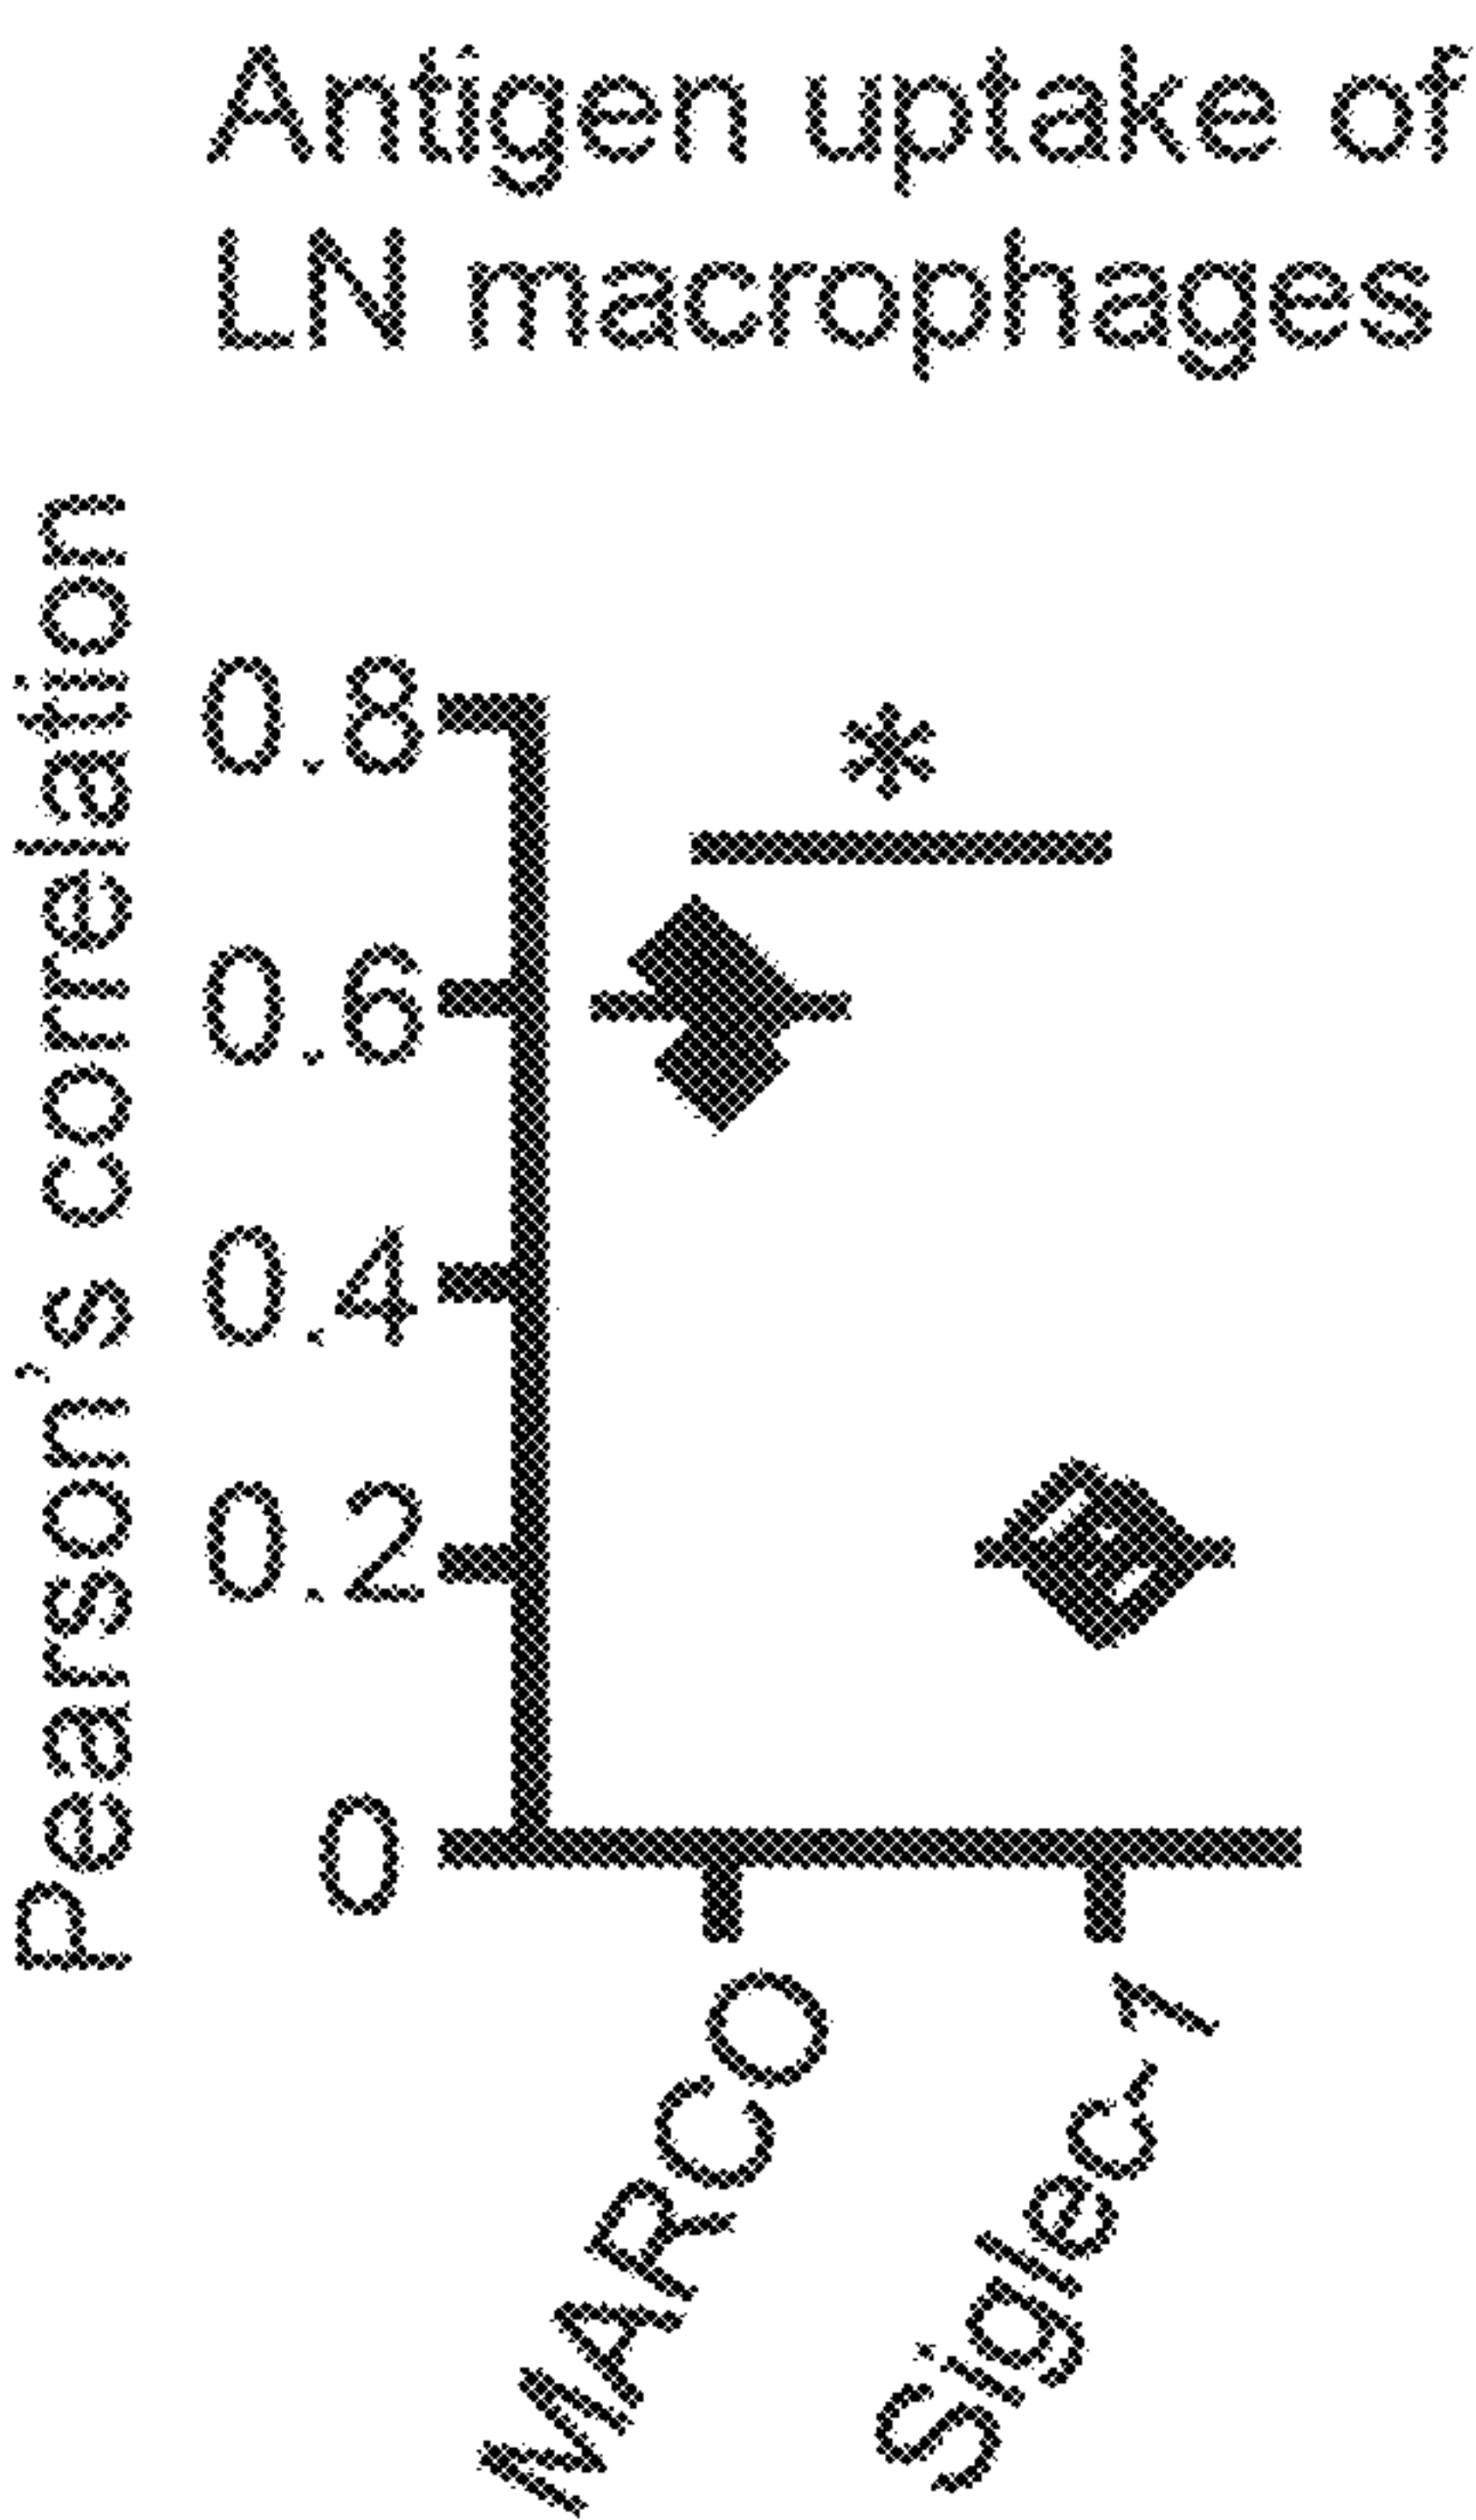 Antigen uptake of
LN macrophages
Pearson's correlation
0.8
*
0.6
0.4
0.2
0
MARCO
Siglec-1